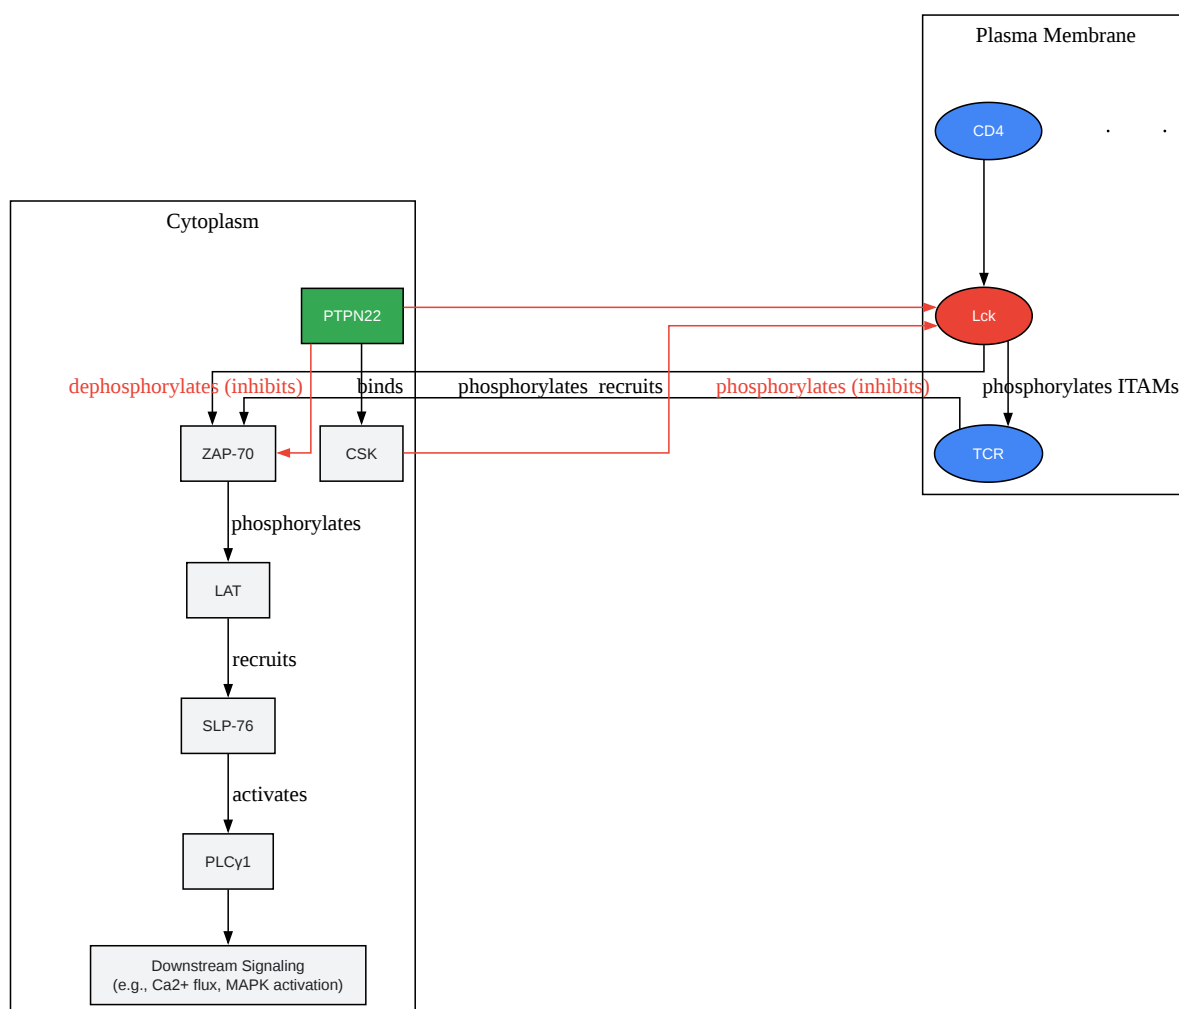 Plasma Membrane
CD4
Cytoplasm
PTPN22
Lck
dephosphorylates (inhibits)
binds
phosphorylates
recruits
phosphorylates (inhibits)
phosphorylates ITAMs
ZAP-70
CSK
TCR
phosphorylates
LAT
recruits
SLP-76
activates
PLCγ1
Downstream Signaling
(e.g., Ca2+ flux, MAPK activation)